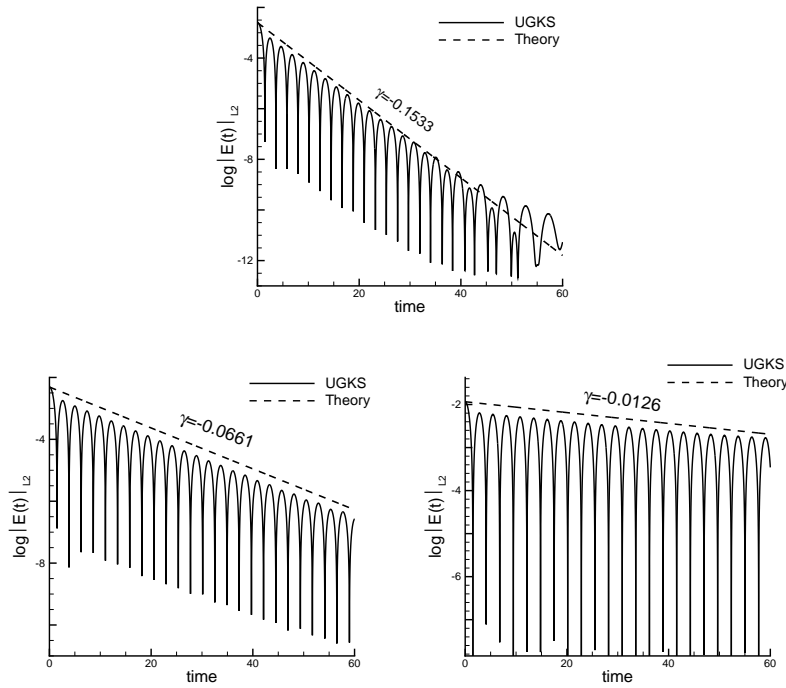 UGKS
Theory
-4
γ=-0.1533
log|E(t)|L2
-8
-12
0 20 40 60
time
UGKS
Theory
γ=-0.0661
-4
log|E(t)|L2
-8
0 20 40 60
time
UGKS
Theory
-2
γ=-0.0126
-4
log|E(t)|L2
-6
0 20 40 60
time